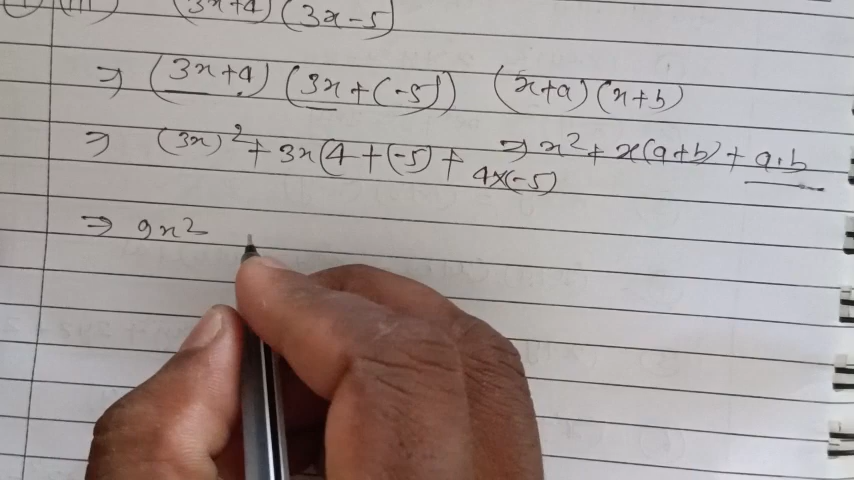 (3x+4)(3x-5)
⇒ (3x+4) (3x+(-5)) (x+a)(x+b)
⇒ (3x)² + 3x(4+(-5) + 4×(-5) ⇒ x² + x(a+b) + a.b
⇒ 9x²